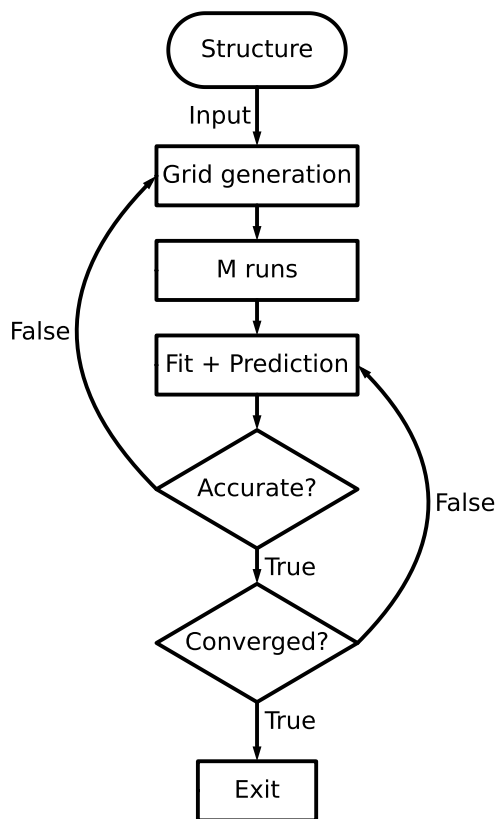 Structure
Input
Grid generation
M runs
False
Fit + Prediction
Accurate?
False
True
Converged?
True
Exit